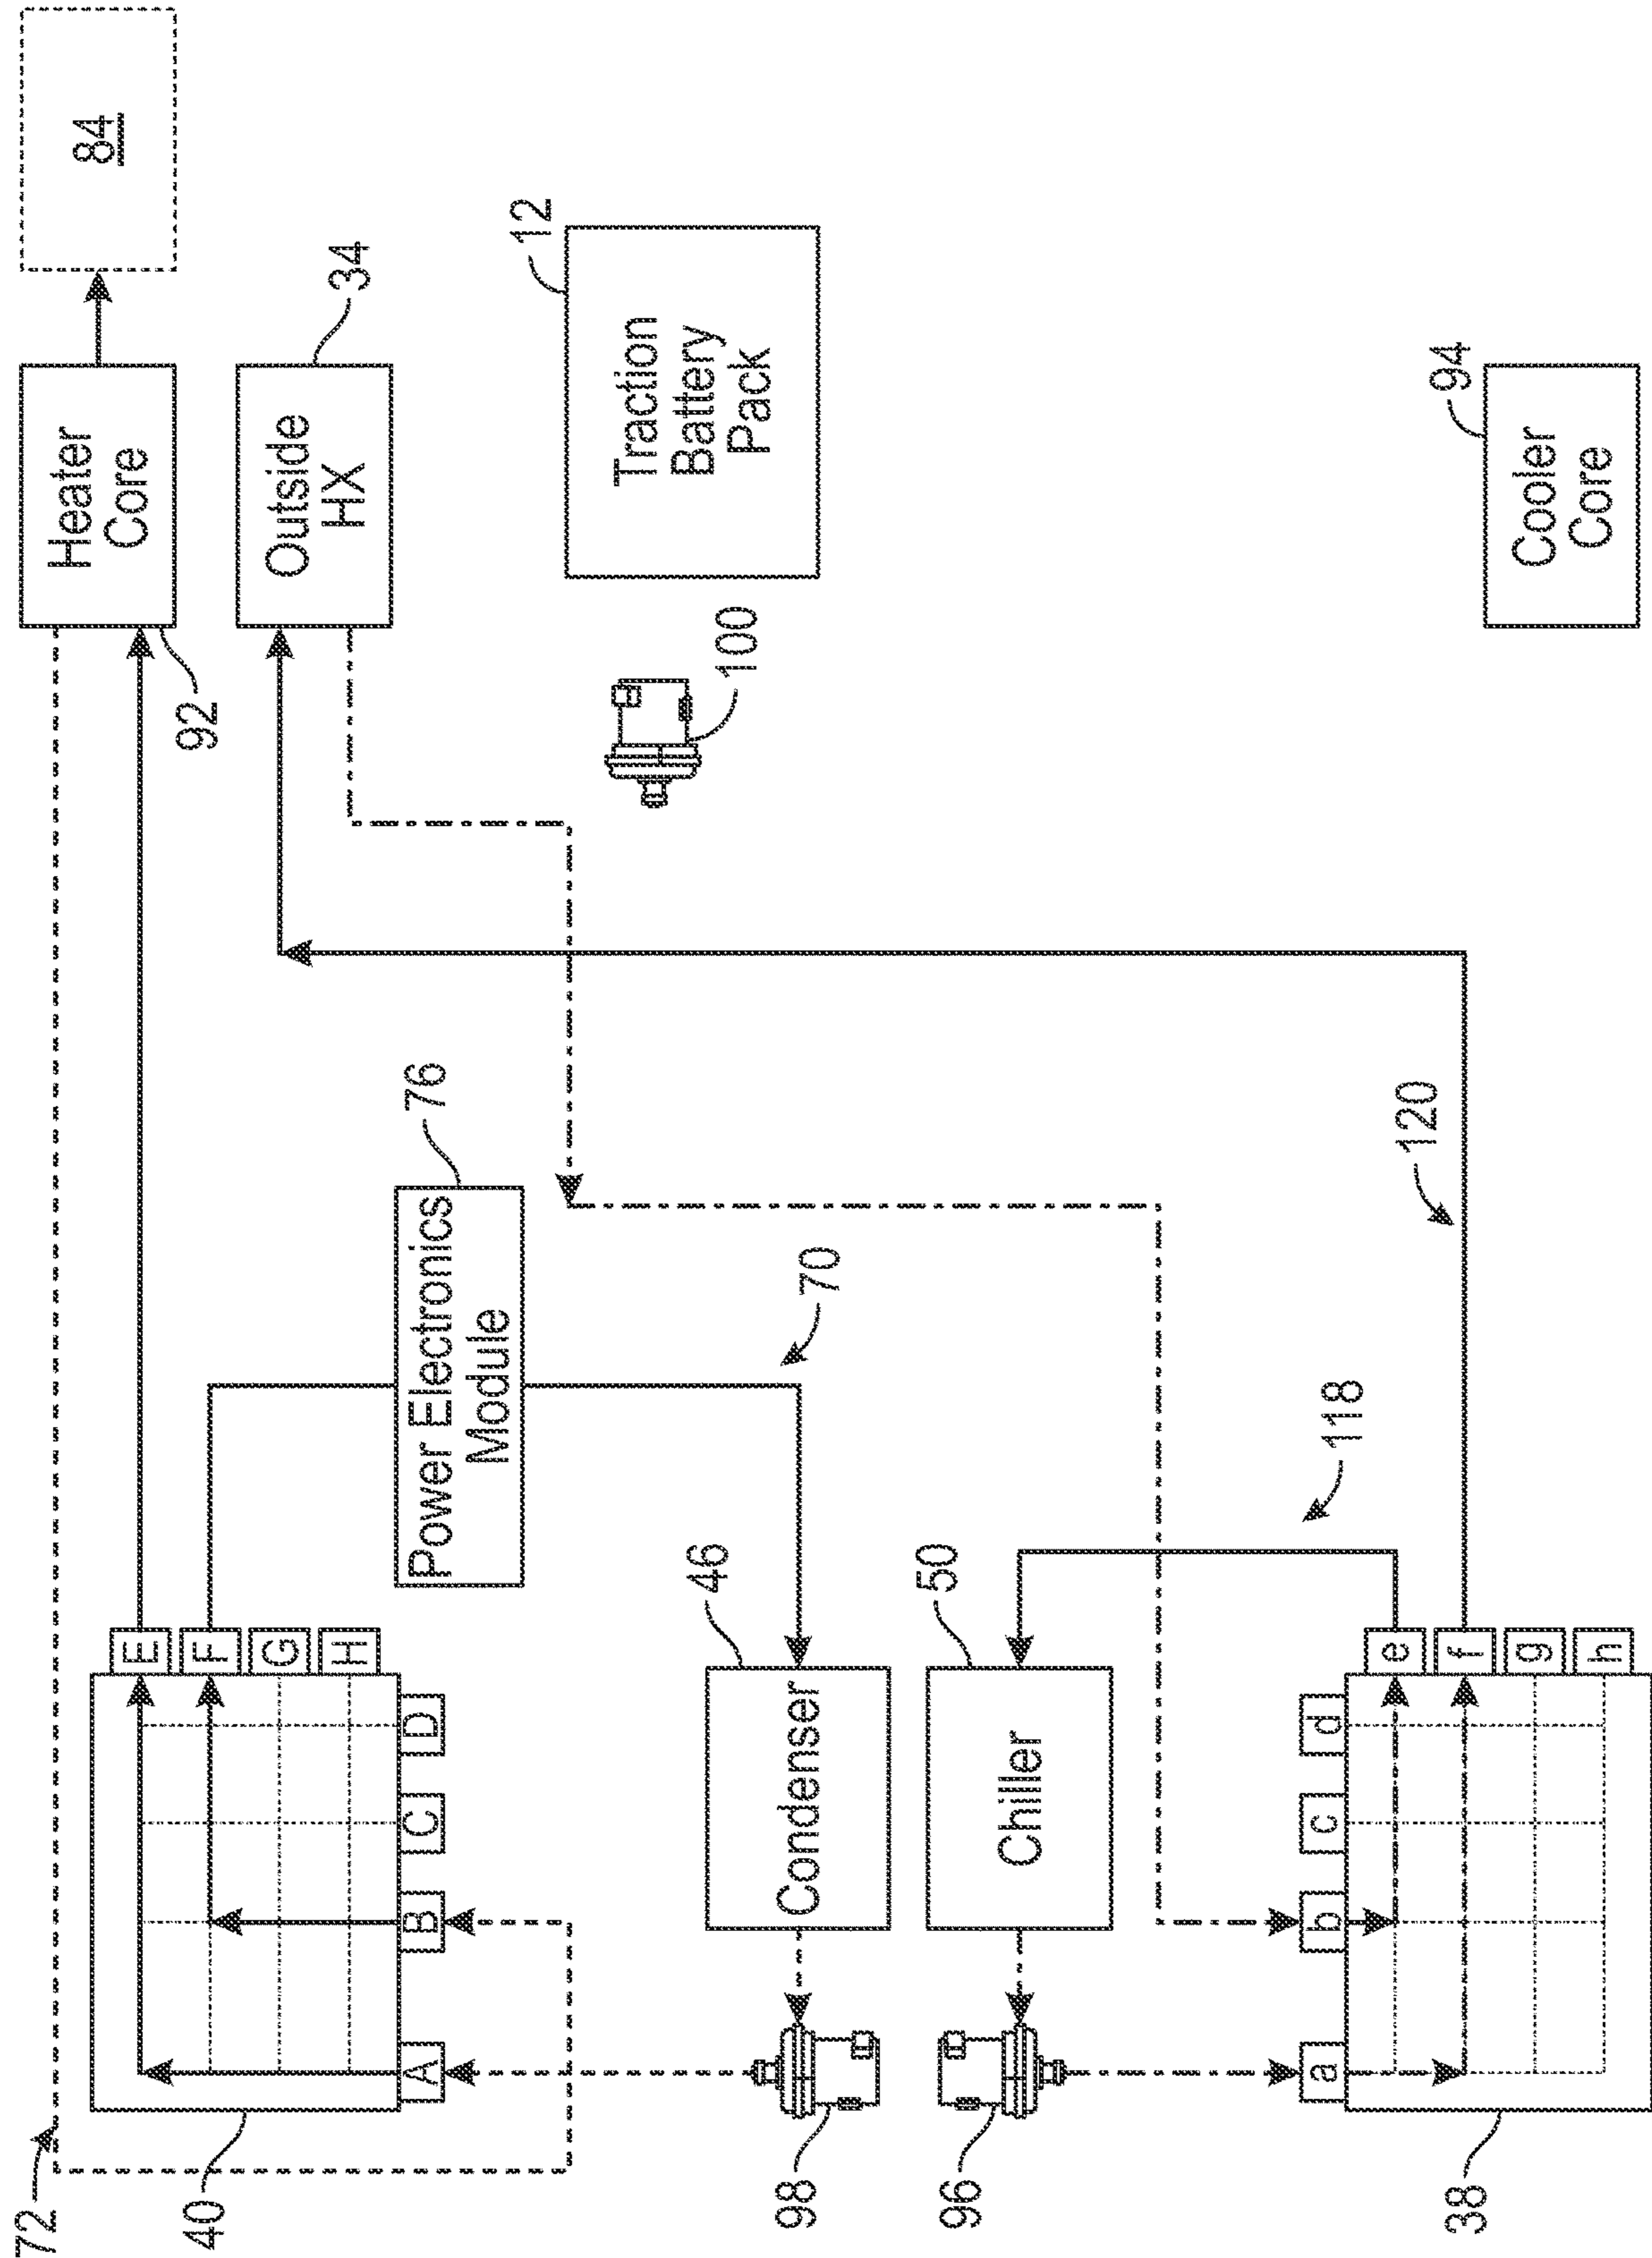 72
40
A
B
C
D
E
F
G
H
92
Heater
Core
84
Outside
HX
34
Power Electronics
Module
76
70
12
Traction
Battery
Pack
100
98
Condenser
46
96
Chiller
50
118
120
94
Cooler
Core
38
a
b
c
d
e
f
g
h